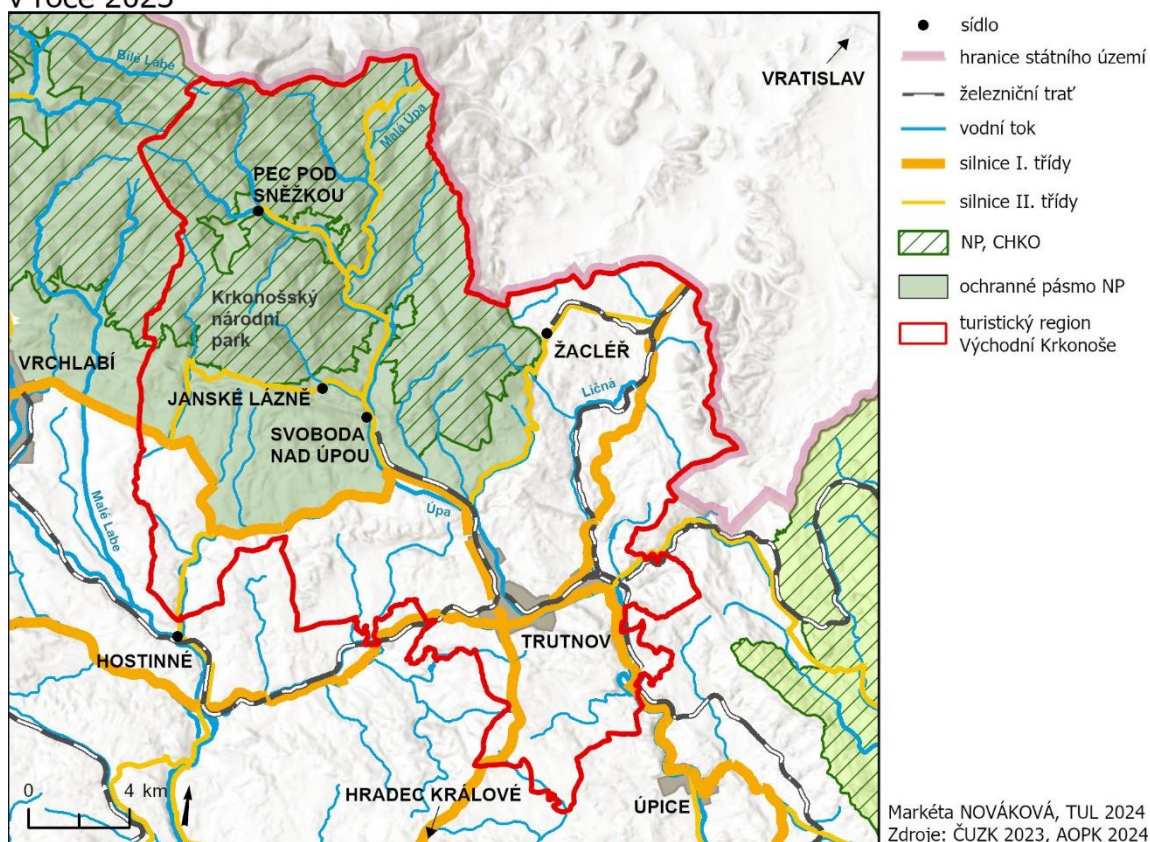 v roce 2023
Bílé Labe
VRATISLAV
Malá Úpa
PEC POD
SNĚŽKOU
Krkonošský
národní
park
ŽACLÉŘ
VRCHLABÍ
Ličná
JANSKÉ LÁZNĚ
SVOBODA
NAD ÚPOU
Malé Labe
Úpa
TRUTNOV
HOSTINNÉ
0 4 km
HRADEC KRÁLOVÉ
ÚPICE
sídlo
hranice státního území
železniční trať
vodní tok
silnice I. třídy
silnice II. třídy
NP, CHKO
ochranné pásmo NP
turistický region
Východní Krkonoše
Markéta NOVÁKOVÁ, TUL 2024
Zdroje: ČUZK 2023, AOPK 2024